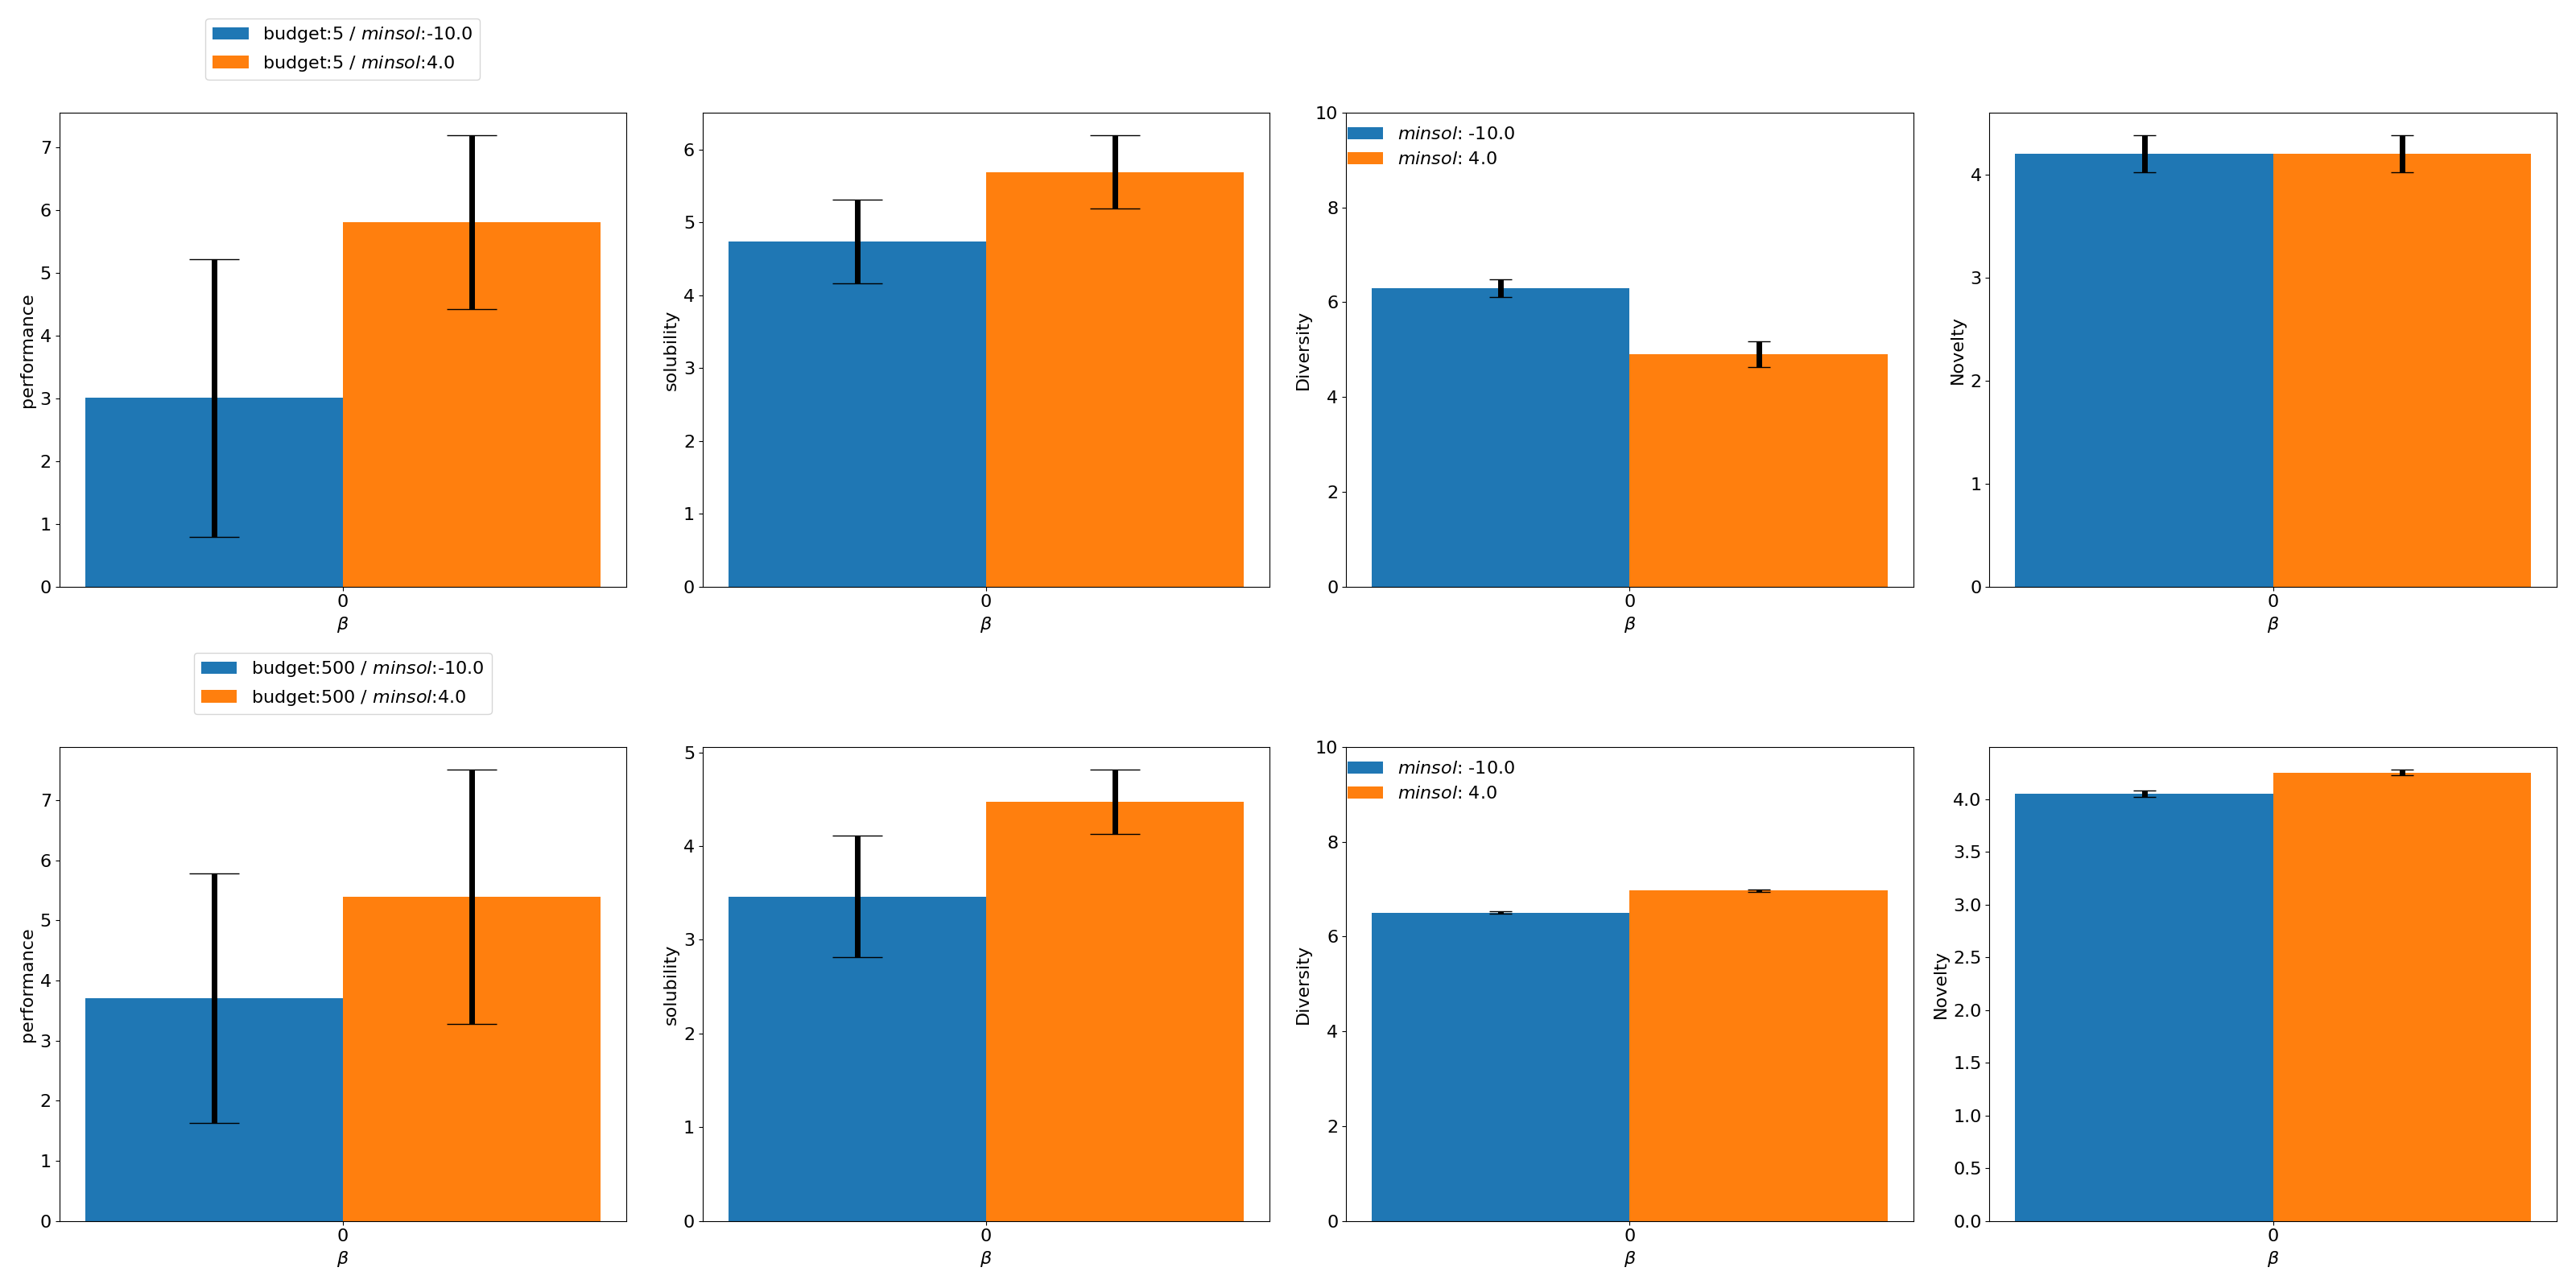 budget:5 / minsol:-10.0
budget:5 / minsol:4.0
7
6
5
4
3
2
1
0
performance
0
β
6
5
4
3
2
1
0
solubility
0
β
10
8
6
4
2
0
Diversity
minsol: -10.0
minsol: 4.0
0
β
4
3
2
1
0
Novelty
0
β
budget:500 / minsol:-10.0
budget:500 / minsol:4.0
7
6
5
4
3
2
1
0
performance
0
β
5
4
3
2
1
0
solubility
0
β
10
8
6
4
2
0
Diversity
minsol: -10.0
minsol: 4.0
0
β
4.0
3.5
3.0
2.5
2.0
1.5
1.0
0.5
0.0
Novelty
0
β